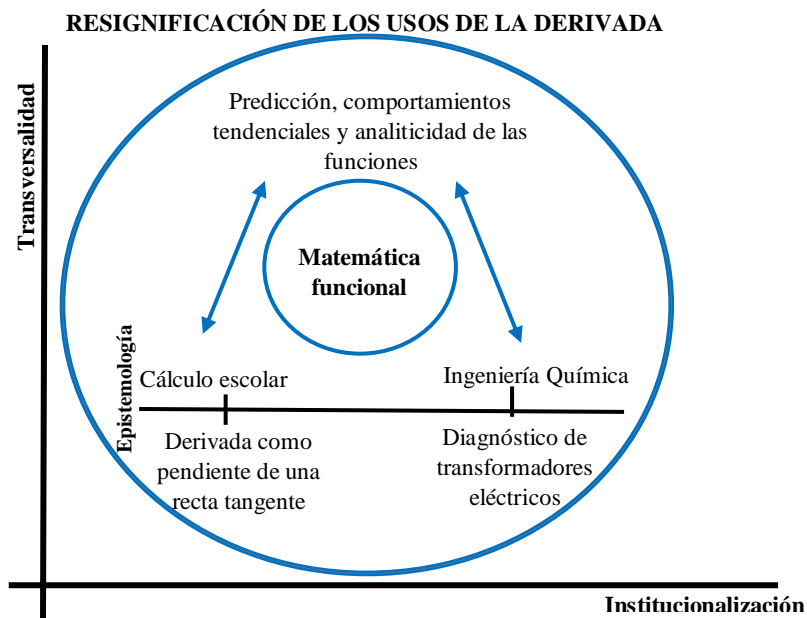 RESIGNIFICACIÓN DE LOS USOS DE LA DERIVADA
Transversalidad
Predicción, comportamientos
tendenciales y analiticidad de las
funciones
Matemática
funcional
Epistemología
Cálculo escolar
Ingeniería Química
Derivada como
pendiente de una
recta tangente
Diagnóstico de
transformadores
eléctricos
Institucionalización